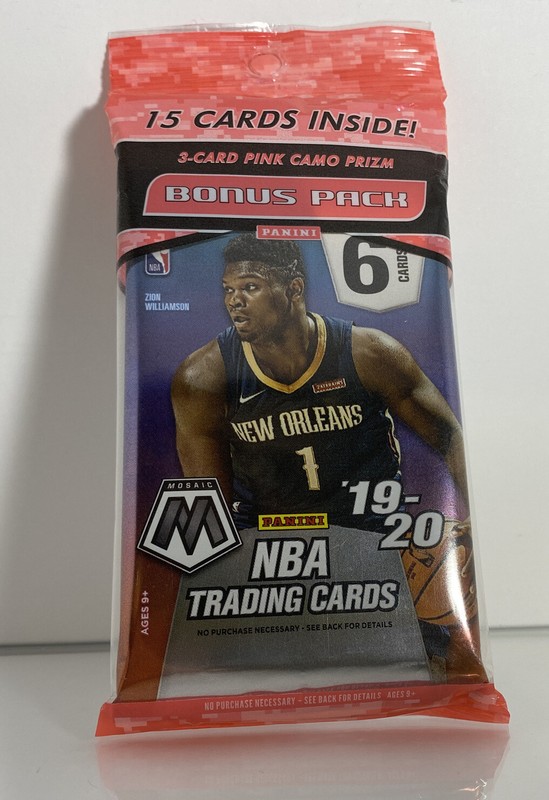 15 CARDS INSIDE!
3-CARD PINK CAMO PRIZM
BONUS PACK
PANINI
NBA
6
CARDS
ZION
WILLIAMSON
NEW ORLEANS
1
MOSAIC
M
'19-
20
PANINI
NBA
TRADING CARDS
AGES 9+
NO PURCHASE NECESSARY - SEE BACK FOR DETAILS
NO PURCHASE NECESSARY - SEE BACK FOR DETAILS AGES 9+